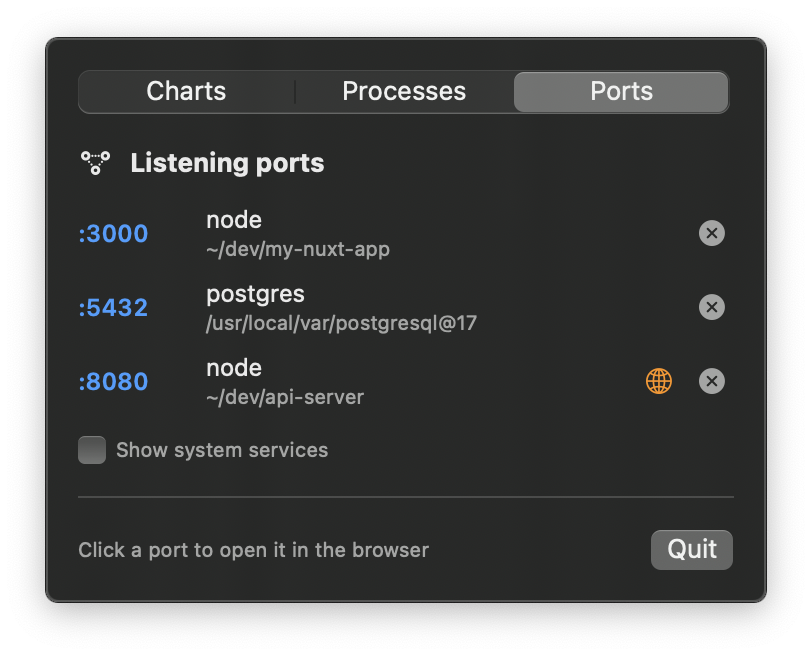 Charts Processes Ports
Listening ports
:3000 node
~/dev/my-nuxt-app
:5432 postgres
/usr/local/var/postgresql@17
:8080 node
~/dev/api-server
Show system services
Click a port to open it in the browser Quit